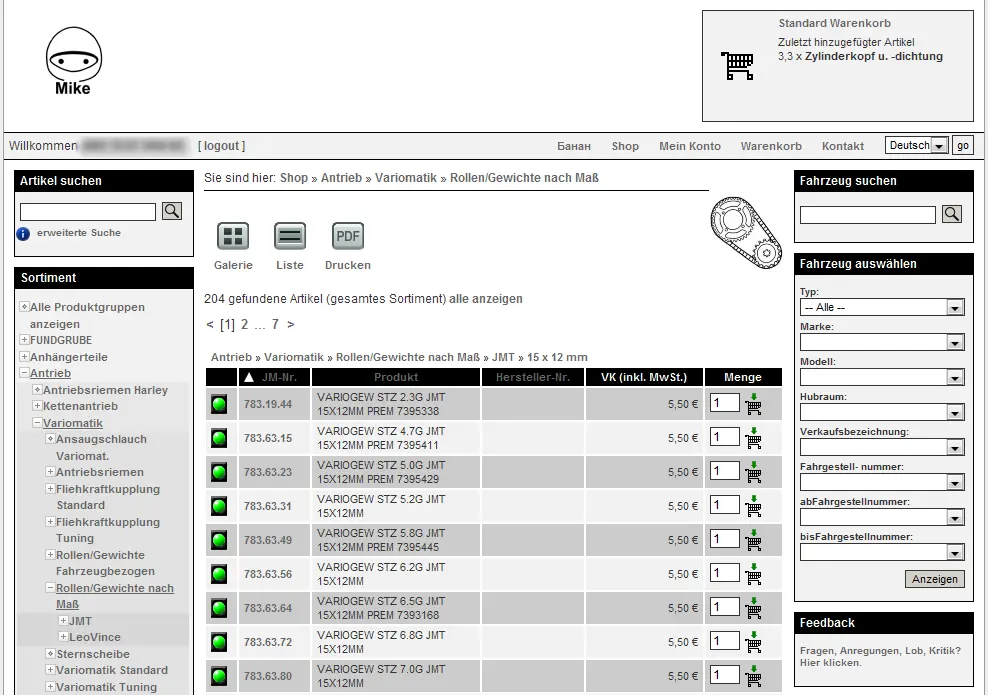 Mike
Standard Warenkorb
Zuletzt hinzugefügter Artikel
3,3 x Zylinderkopf u. -dichtung
Willkommen
[ logout ]
Банан Shop Mein Konto Warenkorb Kontakt
Deutsch
go
Artikel suchen
erweiterte Suche
Sortiment
Alle Produktgruppen
anzeigen
FUNDGRUBE
Anhängerteile
Antrieb
Antriebsriemen Harley
Kettenantrieb
Variomatik
Ansaugschlauch
Variomat.
Antriebsriemen
Fliehkraftkupplung
Standard
Fliehkraftkupplung
Tuning
Rollen/Gewichte
Fahrzeugbezogen
Rollen/Gewichte nach
Maß
JMT
LeoVince
Sternscheibe
Variomatik Standard
Variomatik Tuning
Sie sind hier: Shop » Antrieb » Variomatik » Rollen/Gewichte nach Maß
PDF
Galerie Liste Drucken
204 gefundene Artikel (gesamtes Sortiment) alle anzeigen
< [1] 2 ... 7 >
Antrieb » Variomatik » Rollen/Gewichte nach Maß » JMT » 15 x 12 mm
JM-Nr. Produkt Hersteller-Nr. VK (inkl. MwSt.) Menge
783.19.44 VARIOGEW STZ 2.3G JMT 5,50 € 1
15X12MM PREM 7395338
783.63.15 VARIOGEW STZ 4.7G JMT 5,50 € 1
15X12MM PREM 7395411
783.63.23 VARIOGEW STZ 5.0G JMT 5,50 € 1
15X12MM PREM 7395429
783.63.31 VARIOGEW STZ 5.2G JMT 5,50 € 1
15X12MM
783.63.49 VARIOGEW STZ 5.8G JMT 5,50 € 1
15X12MM PREM 7395445
783.63.56 VARIOGEW STZ 6.2G JMT 5,50 € 1
15X12MM
783.63.64 VARIOGEW STZ 6.5G JMT 5,50 € 1
15X12MM PREM 7393168
783.63.72 VARIOGEW STZ 6.8G JMT 5,50 € 1
15X12MM
783.63.80 VARIOGEW STZ 7.0G JMT 5,50 € 1
15X12MM
Fahrzeug suchen
Fahrzeug auswählen
Typ:
-- Alle --
Marke:
Modell:
Hubraum:
Verkaufsbezeichnung:
Fahrgestell- nummer:
abFahrgestellnummer:
bisFahrgestellnummer:
Anzeigen
Feedback
Fragen, Anregungen, Lob, Kritik?
Hier klicken.